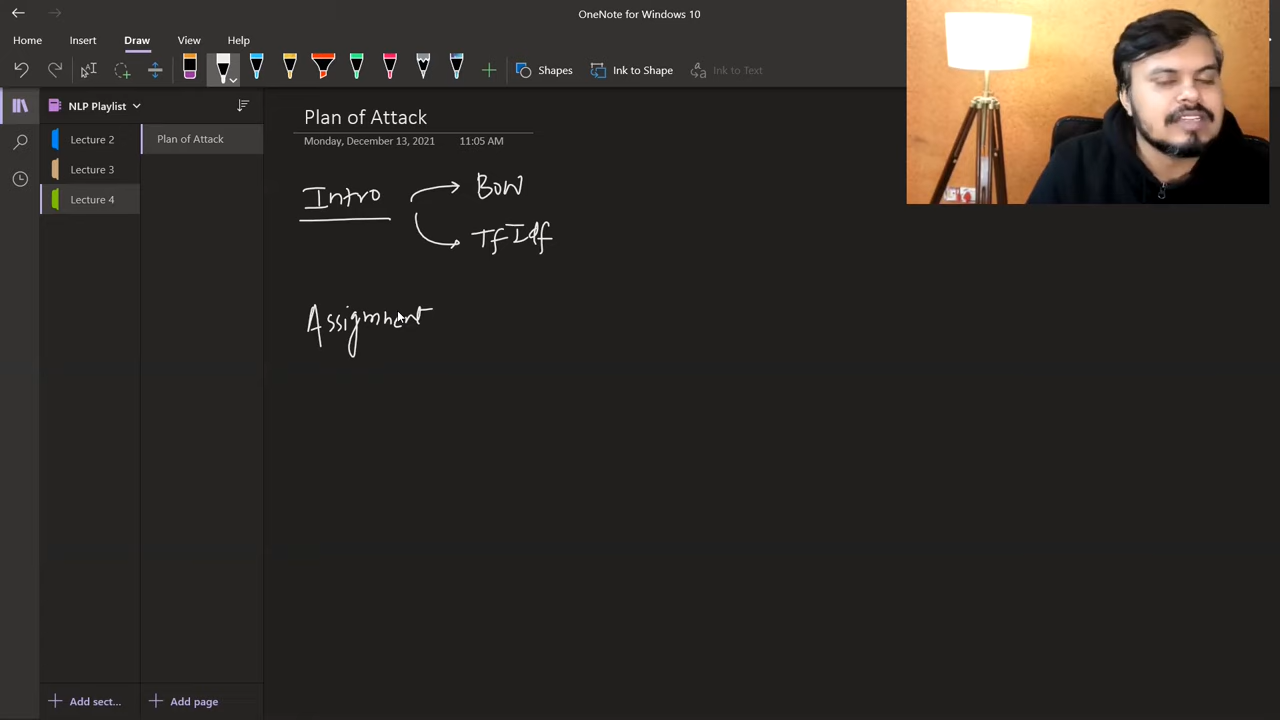 OneNote for Windows 10
Home Insert Draw View Help
Shapes Ink to Shape Ink to Text
NLP Playlist
Lecture 2
Lecture 3
Lecture 4
Plan of Attack
Plan of Attack
Monday, December 13, 2021 11:05 AM
Intro
BOW
TfIdf
Assignment
Add sect... Add page